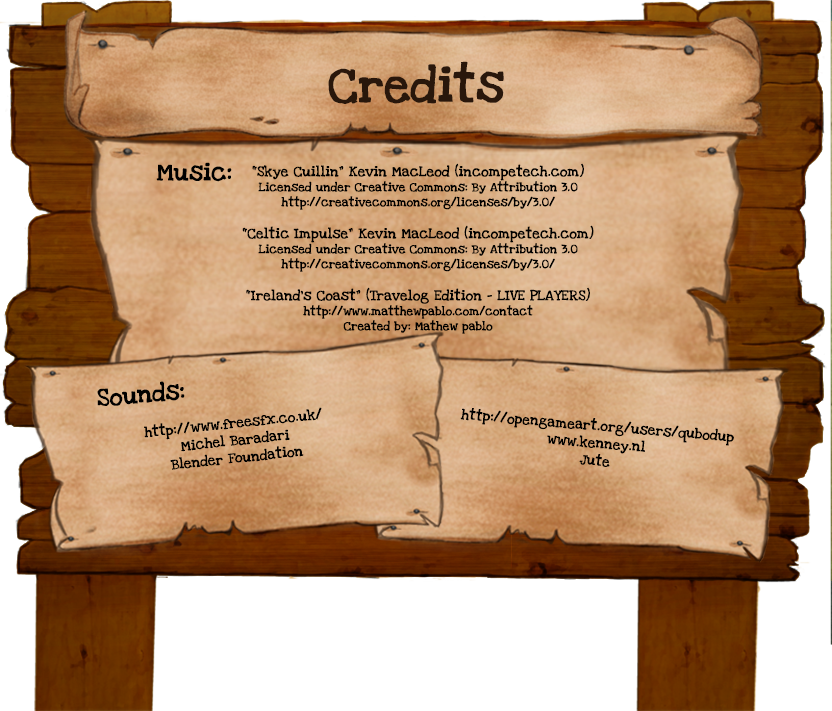 Credits
Music:
"Skye Cuillin" Kevin MacLeod (incompetech.com)
Licensed under Creative Commons: By Attribution 3.0
http://creativecommons.org/licenses/by/3.0/
"Celtic Impulse" Kevin MacLeod (incompetech.com)
Licensed under Creative Commons: By Attribution 3.0
http://creativecommons.org/licenses/by/3.0/
"Ireland's Coast" (Travelog Edition - LIVE PLAYERS)
http://www.matthewpablo.com/contact
Created by: Mathew pablo
Sounds:
http://www.freesfx.co.uk/
Michel Baradari
Blender Foundation
http://opengameart.org/users/qubodup
www.kenney.nl
Jute